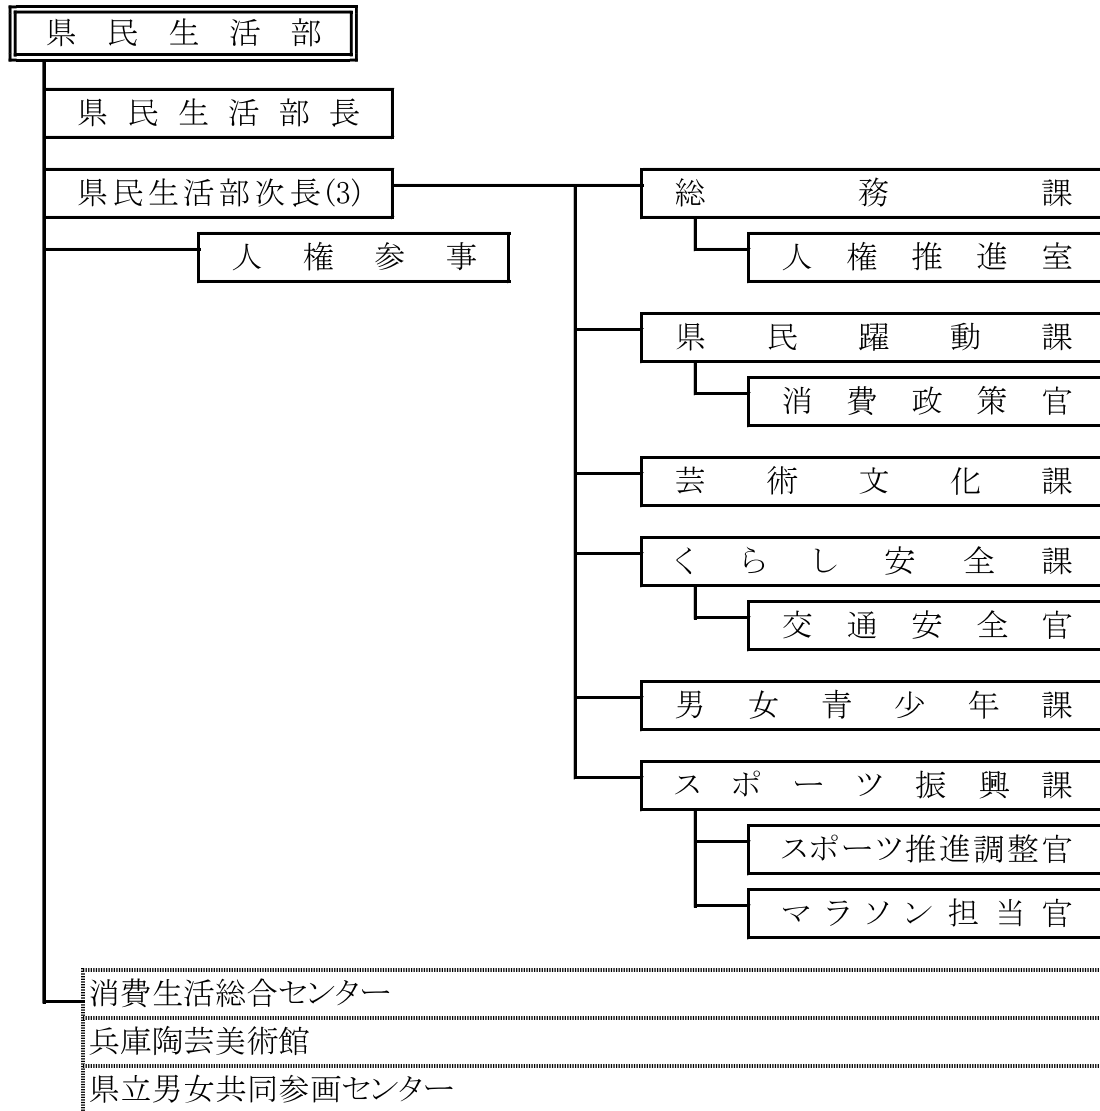 県民生活部
県民生活部長
県民生活部次長(3)
総務課
人権参事
人権推進室
県民躍動課
消費政策官
芸術文化課
くらし安全課
交通安全官
男女青少年課
スポーツ振興課
スポーツ推進調整官
マラソン担当官
消費生活総合センター
兵庫陶芸美術館
県立男女共同参画センター